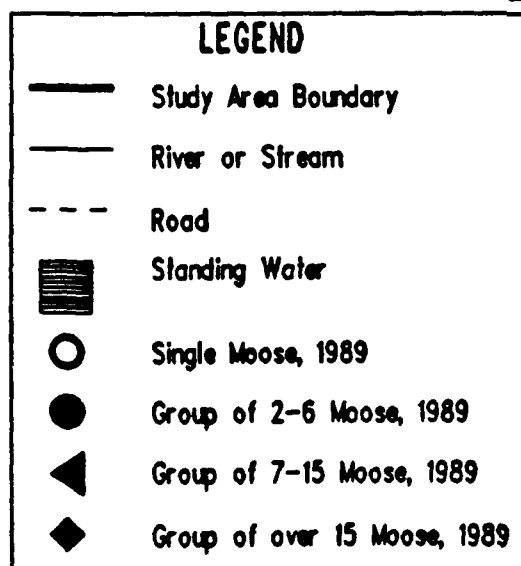 LEGEND
Study Area Boundary
River or Stream
Road
Standing Water
Single Moose, 1989
Group of 2-6 Moose, 1989
Group of 7-15 Moose, 1989
Group of over 15 Moose, 1989